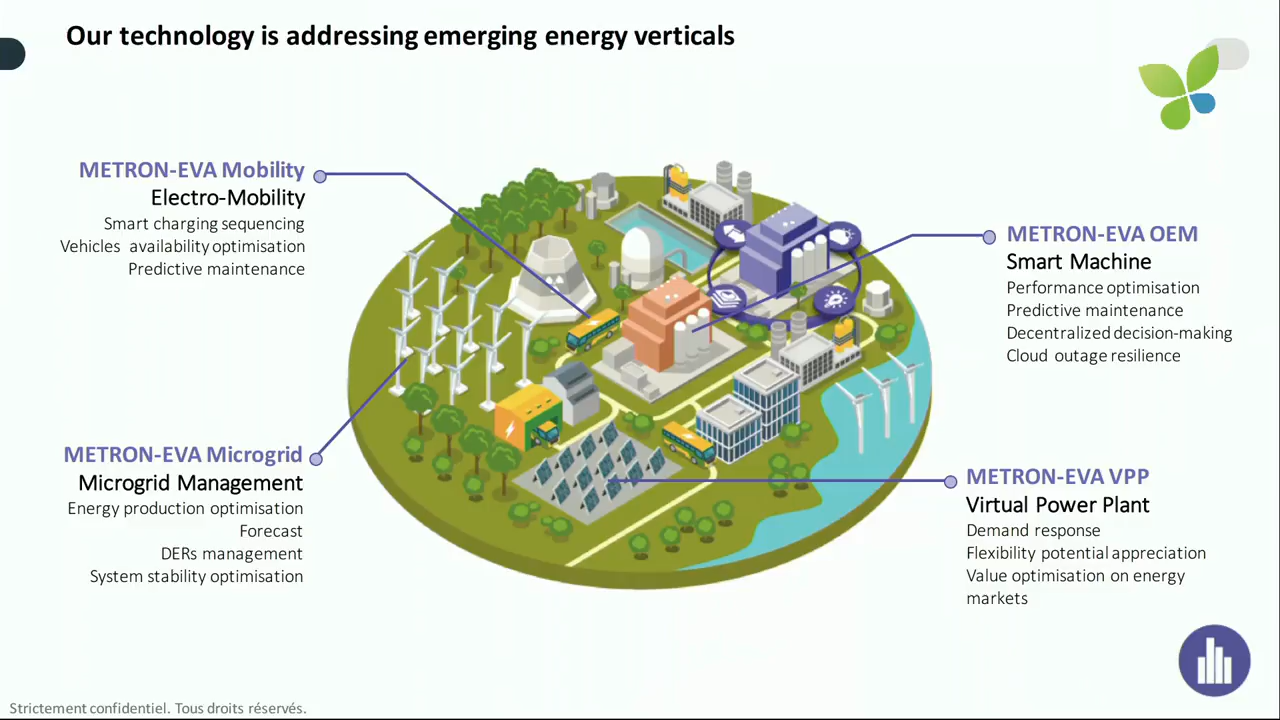 Our technology is addressing emerging energy verticals
METRON-EVA Mobility
Electro-Mobility
Smart charging sequencing
Vehicles availability optimisation
Predictive maintenance
METRON-EVA OEM
Smart Machine
Performance optimisation
Predictive maintenance
Decentralized decision-making
Cloud outage resilience
METRON-EVA Microgrid
Microgrid Management
Energy production optimisation
Forecast
DERs management
System stability optimisation
METRON-EVA VPP
Virtual Power Plant
Demand response
Flexibility potential appreciation
Value optimisation on energy
markets
Strictement confidentiel. Tous droits réservés.